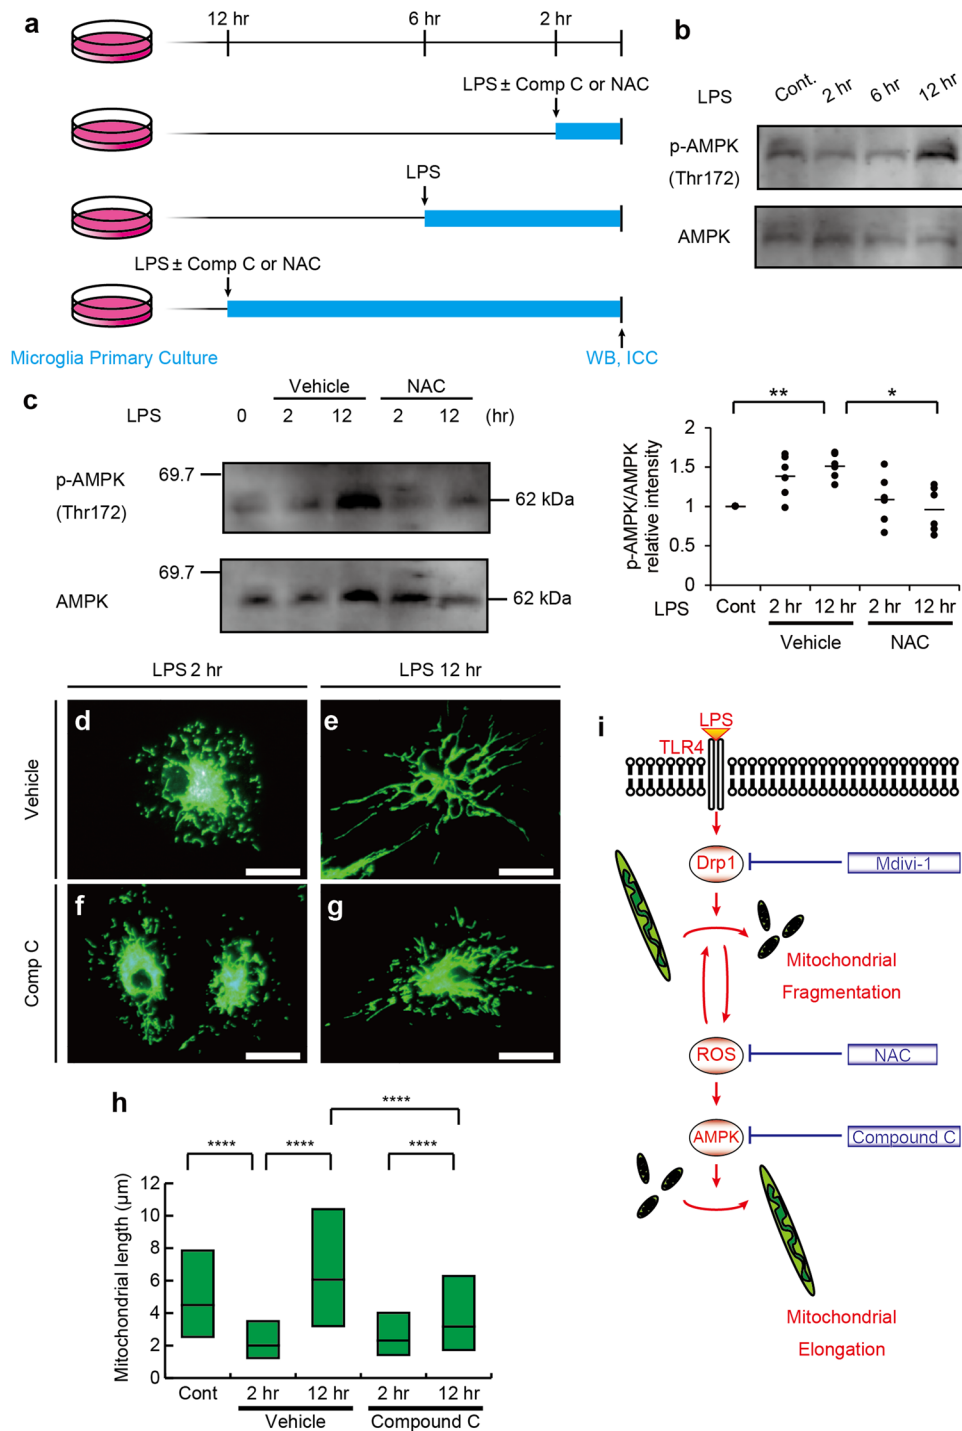 a
12 hr 6 hr 2 hr
LPS ± Comp C or NAC
LPS
LPS ± Comp C or NAC
Microglia Primary Culture
WB, ICC
b
LPS Cont. 2 hr 6 hr 12 hr
p-AMPK
(Thr172)
AMPK
c
Vehicle NAC
LPS 0 2 12 2 12 (hr)
p-AMPK
(Thr172)
69.7
62 kDa
69.7
AMPK
62 kDa
** *
p-AMPK/AMPK
relative intensity
2
1.5
1
0.5
0
LPS Cont 2 hr 12 hr 2 hr 12 hr
Vehicle NAC
LPS 2 hr LPS 12 hr
Vehicle
Comp C
d
e
f
g
h
****
**** **** ****
Mitochondrial length (µm)
12
10
8
6
4
2
0
Cont 2 hr 12 hr 2 hr 12 hr
Vehicle Compound C
i
LPS
TLR4
Drp1
Mdivi-1
Mitochondrial
Fragmentation
ROS
NAC
AMPK
Compound C
Mitochondrial
Elongation